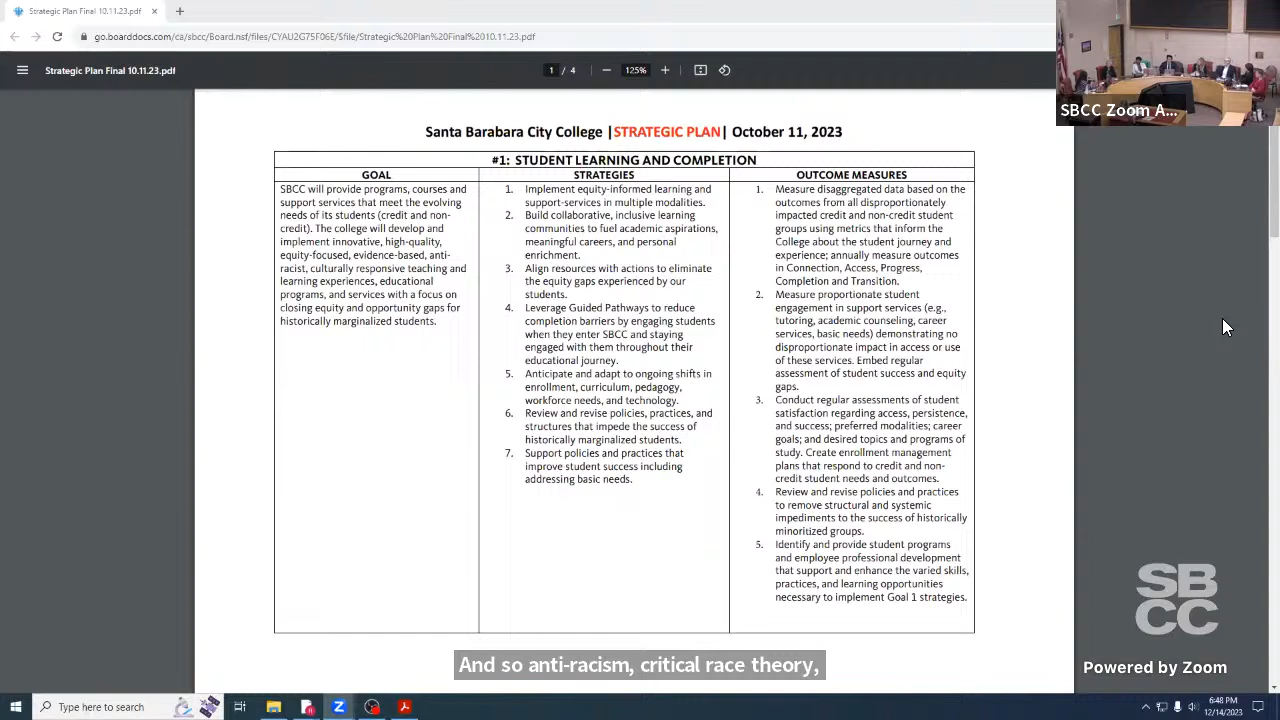 Strategic Plan Final 10.11.23.pdf
go.boarddocs.com/ca/sbcc/Board.nsf/files/CYAU2G75F06E/$file/Strategic%20Plan%20Final%2010.11.23.pdf
Strategic Plan Final 10.11.23.pdf
1 / 4
125%
SBCC Zoom A...
Santa Barbara City College |STRATEGIC PLAN| October 11, 2023
#1: STUDENT LEARNING AND COMPLETION
GOAL
SBCC will provide programs, courses and
support services that meet the evolving
needs of its students (credit and non-
credit). The college will develop and
implement innovative, high-quality,
equity-focused, evidence-based, anti-
racist, culturally responsive teaching and
learning experiences, educational
programs, and services with a focus on
closing equity and opportunity gaps for
historically marginalized students.
STRATEGIES
1. Implement equity-informed learning and
support-services in multiple modalities.
2. Build collaborative, inclusive learning
communities to fuel academic aspirations,
meaningful careers, and personal
enrichment.
3. Align resources with actions to eliminate
the equity gaps experienced by our
students.
4. Leverage Guided Pathways to reduce
completion barriers by engaging students
when they enter SBCC and staying
engaged with them throughout their
educational journey.
5. Anticipate and adapt to ongoing shifts in
enrollment, curriculum, pedagogy,
workforce needs, and technology.
6. Review and revise policies, practices, and
structures that impede the success of
historically marginalized students.
7. Support policies and practices that
improve student success including
addressing basic needs.
OUTCOME MEASURES
1. Measure disaggregated data based on the
outcomes from all disproportionately
impacted credit and non-credit student
groups using metrics that inform the
College about the student journey and
experience; annually measure outcomes
in Connection, Access, Progress,
Completion and Transition.
2. Measure proportionate student
engagement in support services (e.g.,
tutoring, academic counseling, career
services, basic needs) demonstrating no
disproportionate impact in access or use
of these services. Embed regular
assessment of student success and equity
gaps.
3. Conduct regular assessments of student
satisfaction regarding access, persistence,
and success; preferred modalities; career
goals; and desired topics and programs of
study. Create enrollment management
plans that respond to credit and non-
credit student needs and outcomes.
4. Review and revise policies and practices
to remove structural and systemic
impediments to the success of historically
minoritized groups.
5. Identify and provide student programs
and employee professional development
that support and enhance the varied skills,
practices, and learning opportunities
necessary to implement Goal 1 strategies.
SB
CC
And so anti-racism, critical race theory,
Powered by Zoom
Type here to search
6:48 PM
12/14/2023